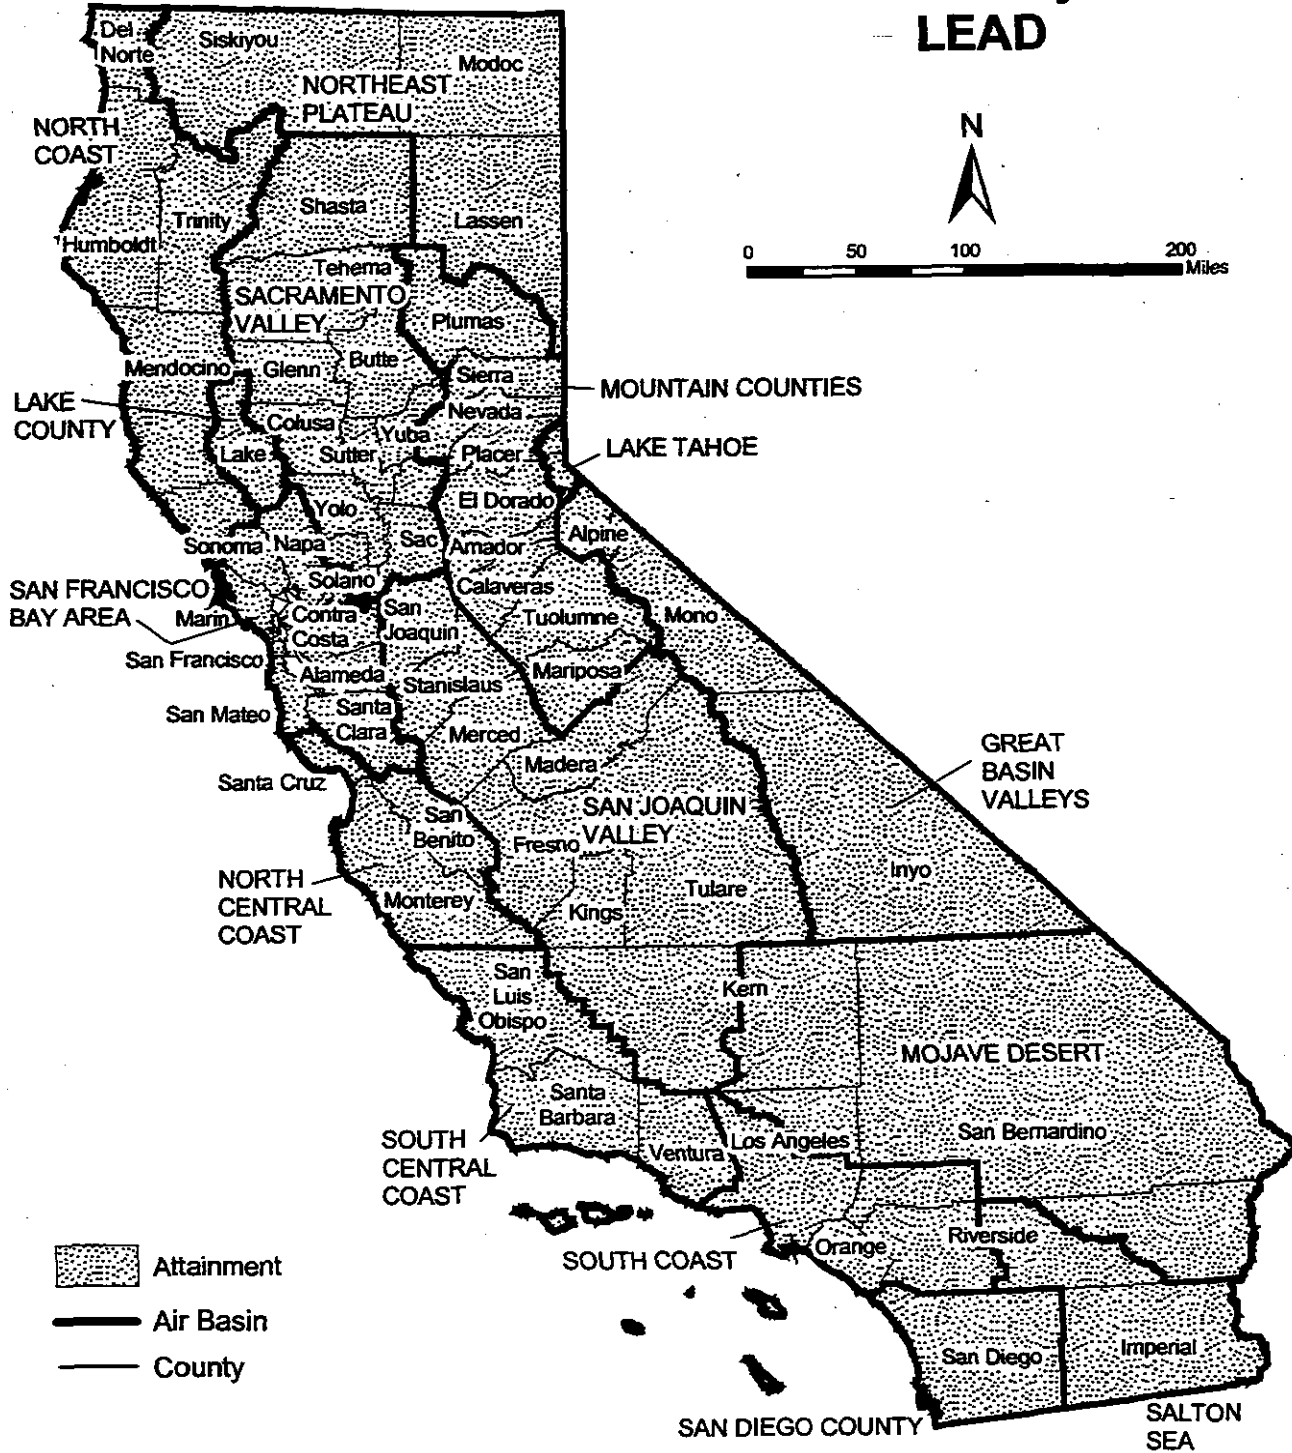 LEAD
N
0 50 100 200
Miles
Del
Norte
Siskiyou
Modoc
NORTHEAST
PLATEAU
NORTH
COAST
Shasta
Trinity
Lassen
Humboldt
Tehema
SACRAMENTO
VALLEY
Plumas
Butte
Mendocino
Glenn
Sierra
MOUNTAIN COUNTIES
LAKE
COUNTY
Nevada
Colusa
Yuba
Lake
Sutter
Placer
LAKE TAHOE
El Dorado
Yolo
Alpine
Sonoma
Napa
Sac
Amador
Solano
Calaveras
SAN FRANCISCO
BAY AREA
Marin
Contra
Costa
San
Joaquin
Tuolumne
Mono
San Francisco
Alameda
Stanislaus
Mariposa
San Mateo
Santa
Clara
Merced
Madera
GREAT
BASIN
VALLEYS
Santa Cruz
San
Benito
SAN JOAQUIN
VALLEY
Fresno
Inyo
NORTH
CENTRAL
COAST
Monterey
Kings
Tulare
San
Luis
Obispo
Kern
MOJAVE DESERT
Santa
Barbara
San Bernardino
SOUTH
CENTRAL
COAST
Ventura
Los Angeles
SOUTH COAST
Orange
Riverside
Attainment
Air Basin
County
San Diego
Imperial
SAN DIEGO COUNTY
SALTON
SEA